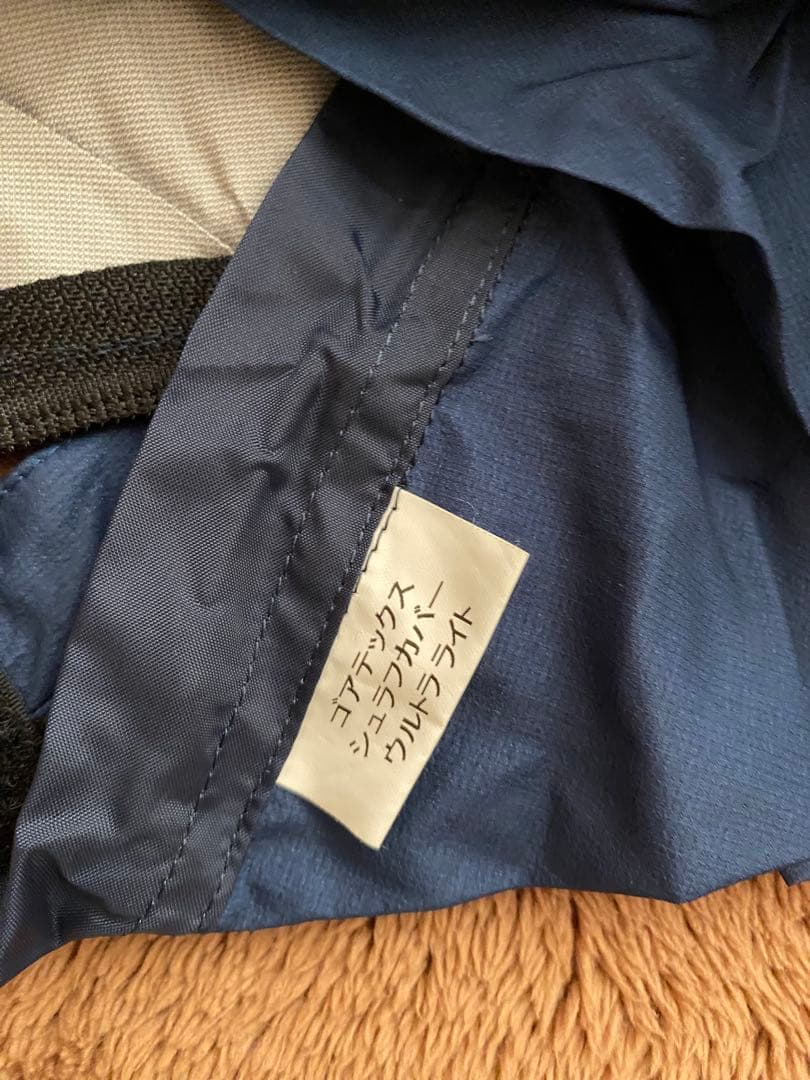 ゴアテックス
シュラフカバー
ウルトラ ライト